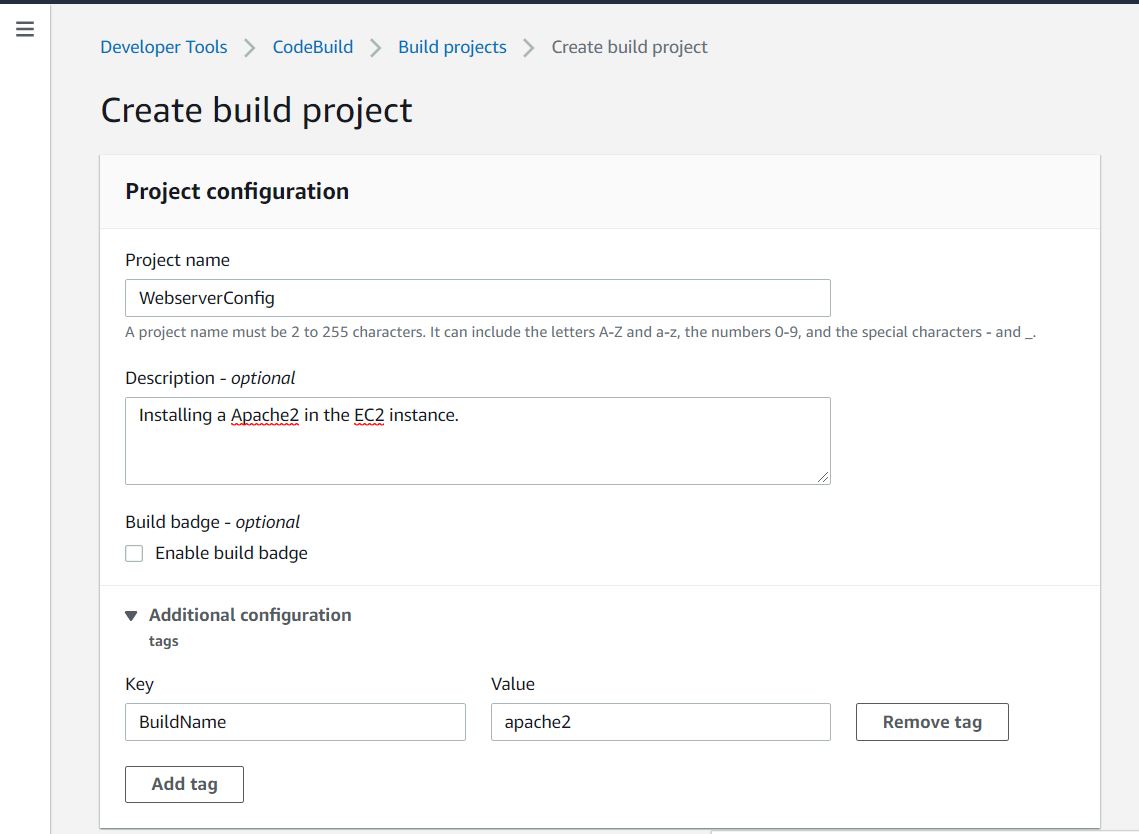 Developer Tools > CodeBuild > Build projects > Create build project
Create build project
Project configuration
Project name
WebserverConfig
A project name must be 2 to 255 characters. It can include the letters A-Z and a-z, the numbers 0-9, and the special characters - and _.
Description - optional
Installing a Apache2 in the EC2 instance.
Build badge - optional
Enable build badge
Additional configuration
tags
Key Value
BuildName apache2 Remove tag
Add tag